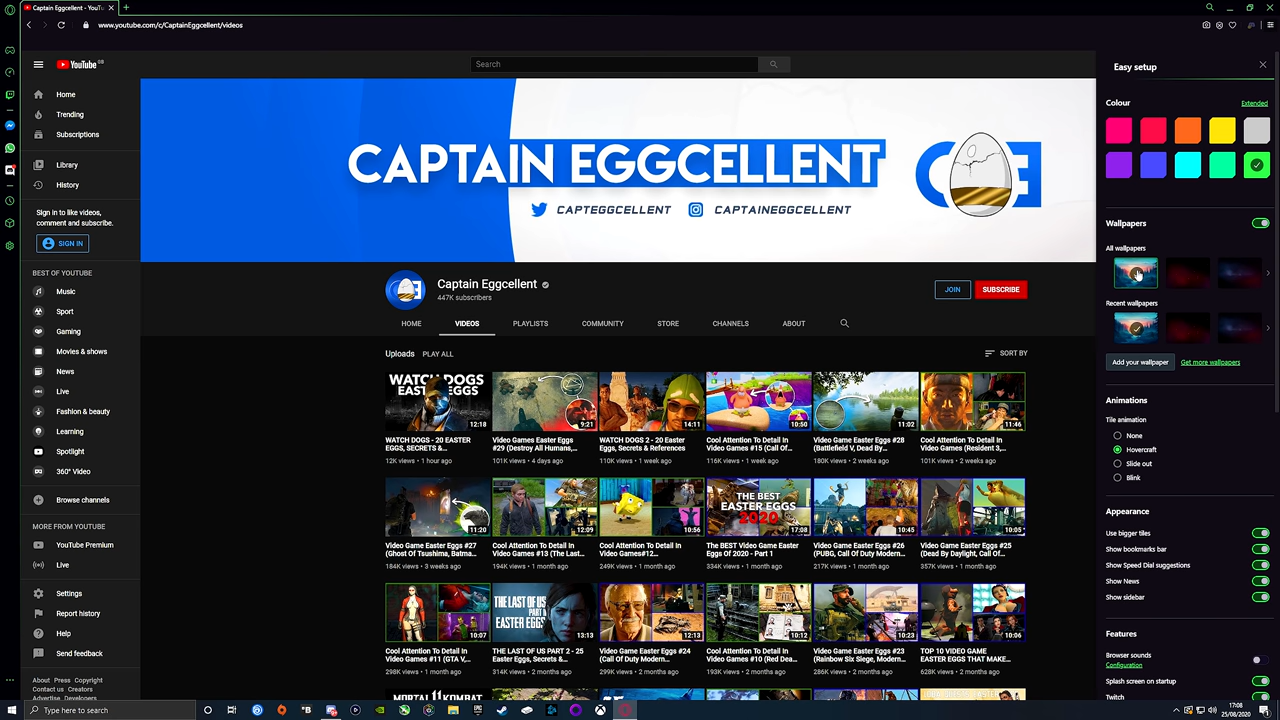 Captain Eggcellent - YouTu
www.youtube.com/c/CaptainEggcellent/videos
YouTube GB
Search
Home
Trending
Subscriptions
Library
History
Sign in to like videos,
comment and subscribe.
SIGN IN
BEST OF YOUTUBE
Music
Sport
Gaming
Movies & shows
News
Live
Fashion & beauty
Learning
Spotlight
360° Video
Browse channels
MORE FROM YOUTUBE
YouTube Premium
Live
Settings
Report history
Help
Send feedback
About Press Copyright
Contact us Creators
Advertise Developers
CAPTAIN EGGCELLENT
CAPTEGGCELLENT CAPTAINEGGCELLENT
Captain Eggcellent
447K subscribers
JOIN SUBSCRIBE
HOME VIDEOS PLAYLISTS COMMUNITY STORE CHANNELS ABOUT
Uploads PLAY ALL SORT BY
WATCH DOGS
EASTER EGGS
12:18
9:21
14:11
10:50
11:02
11:46
WATCH DOGS - 20 EASTER
EGGS, SECRETS &...
12K views • 1 hour ago
Video Games Easter Eggs
#29 (Destroy All Humans,...
101K views • 4 days ago
WATCH DOGS 2 - 20 Easter
Eggs, Secrets & References
110K views • 1 week ago
Cool Attention To Detail In
Video Games #15 (Call Of...
116K views • 1 week ago
Video Game Easter Eggs #28
(Battlefield V, Dead By...
180K views • 2 weeks ago
Cool Attention To Detail In
Video Games (Resident 3,...
101K views • 2 weeks ago
11:20
12:09
10:56
THE BEST
EASTER EGGS
2020
17:08
10:45
10:05
Video Game Easter Eggs #27
(Ghost Of Tsushima, Batma...
184K views • 3 weeks ago
Cool Attention To Detail In
Video Games #13 (The Last...
194K views • 1 month ago
Cool Attention To Detail In
Video Games#12...
249K views • 1 month ago
The BEST Video Game Easter
Eggs Of 2020 - Part 1
334K views • 1 month ago
Video Game Easter Eggs #26
(PUBG, Call Of Duty Modern...
217K views • 1 month ago
Video Game Easter Eggs #25
(Dead By Daylight, Call Of...
357K views • 1 month ago
10:07
THE LAST OF US
PART II
EASTER EGGS
13:13
12:13
10:12
10:23
10:06
Cool Attention To Detail In
Video Games #11 (GTA V,...
298K views • 1 month ago
THE LAST OF US PART 2 - 25
Easter Eggs, Secrets &...
314K views • 2 months ago
Video Game Easter Eggs #24
(Call Of Duty Modern...
299K views • 2 months ago
Cool Attention To Detail In
Video Games #10 (Red Dea...
200K views • 2 months ago
Video Game Easter Eggs #23
(Rainbow Six Siege, Modern...
286K views • 2 months ago
TOP 10 VIDEO GAME
EASTER EGGS THAT MAKE...
628K views • 2 months ago
MORTAL KOMBAT
Easy setup
Colour Extended
Wallpapers
All wallpapers
Recent wallpapers
Add your wallpaper Get more wallpapers
Animations
Tile animation
None
Hovercraft
Slide out
Blink
Appearance
Use bigger tiles
Show bookmarks bar
Show Speed Dial suggestions
Show News
Show sidebar
Features
Browser sounds
Configuration
Splash screen on startup
Twitch
Type here to search
17:08
25/08/2020